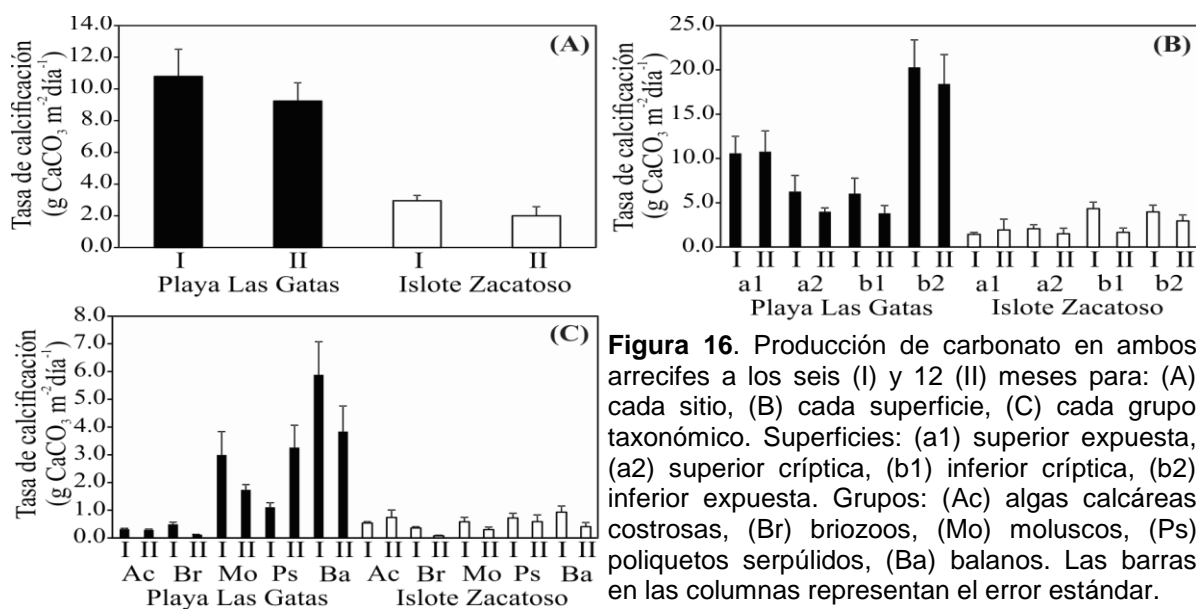 (A)
Tasa de calcificación
(g CaCO₃ m⁻²día⁻¹)
14.0
12.0
10.0
8.0
6.0
4.0
2.0
0.0
I II I II
Playa Las Gatas Islote Zacatoso
(B)
Tasa de calcificación
(g CaCO₃ m⁻²día⁻¹)
25.0
20.0
15.0
10.0
5.0
0.0
I II I II I II I II I II I II I II I II
a1 a2 b1 b2 a1 a2 b1 b2
Playa Las Gatas Islote Zacatoso
(C)
Tasa de calcificación
(g CaCO₃ m⁻²día⁻¹)
8.0
7.0
6.0
5.0
4.0
3.0
2.0
1.0
0.0
I II I II I II I II I II I II I II I II I II I II
Ac Br Mo Ps Ba Ac Br Mo Ps Ba
Playa Las Gatas Islote Zacatoso
Figura 16. Producción de carbonato en ambos
arrecifes a los seis (I) y 12 (II) meses para: (A)
cada sitio, (B) cada superficie, (C) cada grupo
taxonómico. Superficies: (a1) superior expuesta,
(a2) superior críptica, (b1) inferior críptica, (b2)
inferior expuesta. Grupos: (Ac) algas calcáreas
costrosas, (Br) briozoos, (Mo) moluscos, (Ps)
poliquetos serpúlidos, (Ba) balanos. Las barras
en las columnas representan el error estándar.